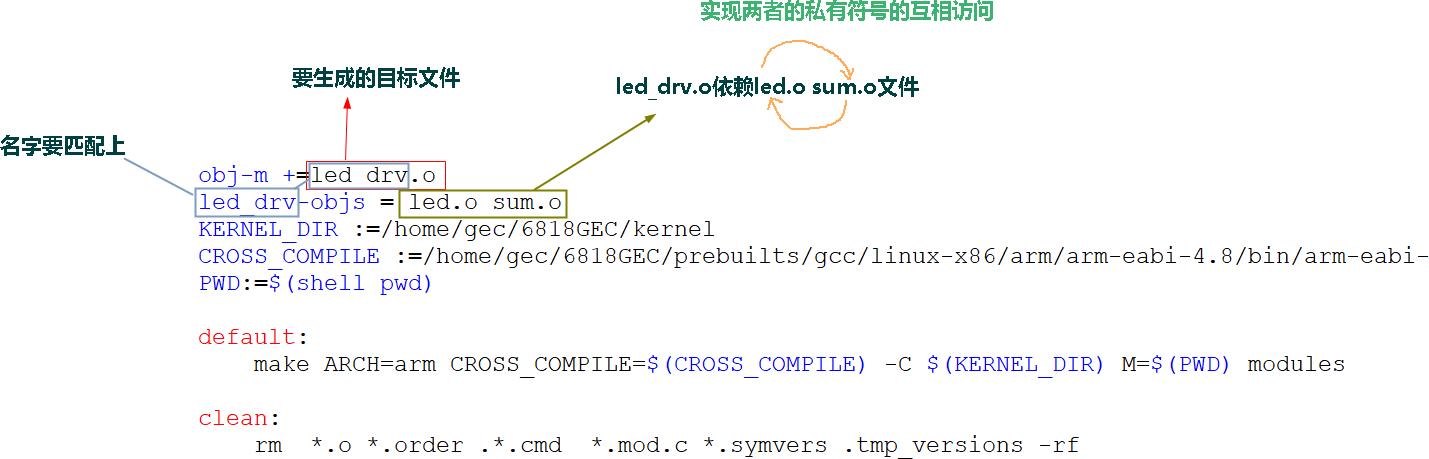 实现两者的私有符号的互相访问
要生成的目标文件
led_drv.o依赖led.o sum.o文件
名字要匹配上
obj-m +=led_drv.o
led_drv-objs = led.o sum.o
KERNEL_DIR :=/home/gec/6818GEC/kernel
CROSS_COMPILE :=/home/gec/6818GEC/prebuilts/gcc/linux-x86/arm/arm-eabi-4.8/bin/arm-eabi-
PWD:=$(shell pwd)
default:
make ARCH=arm CROSS_COMPILE=$(CROSS_COMPILE) -C $(KERNEL_DIR) M=$(PWD) modules
clean:
rm  *.o *.order .*.cmd  *.mod.c *.symvers .tmp_versions -rf